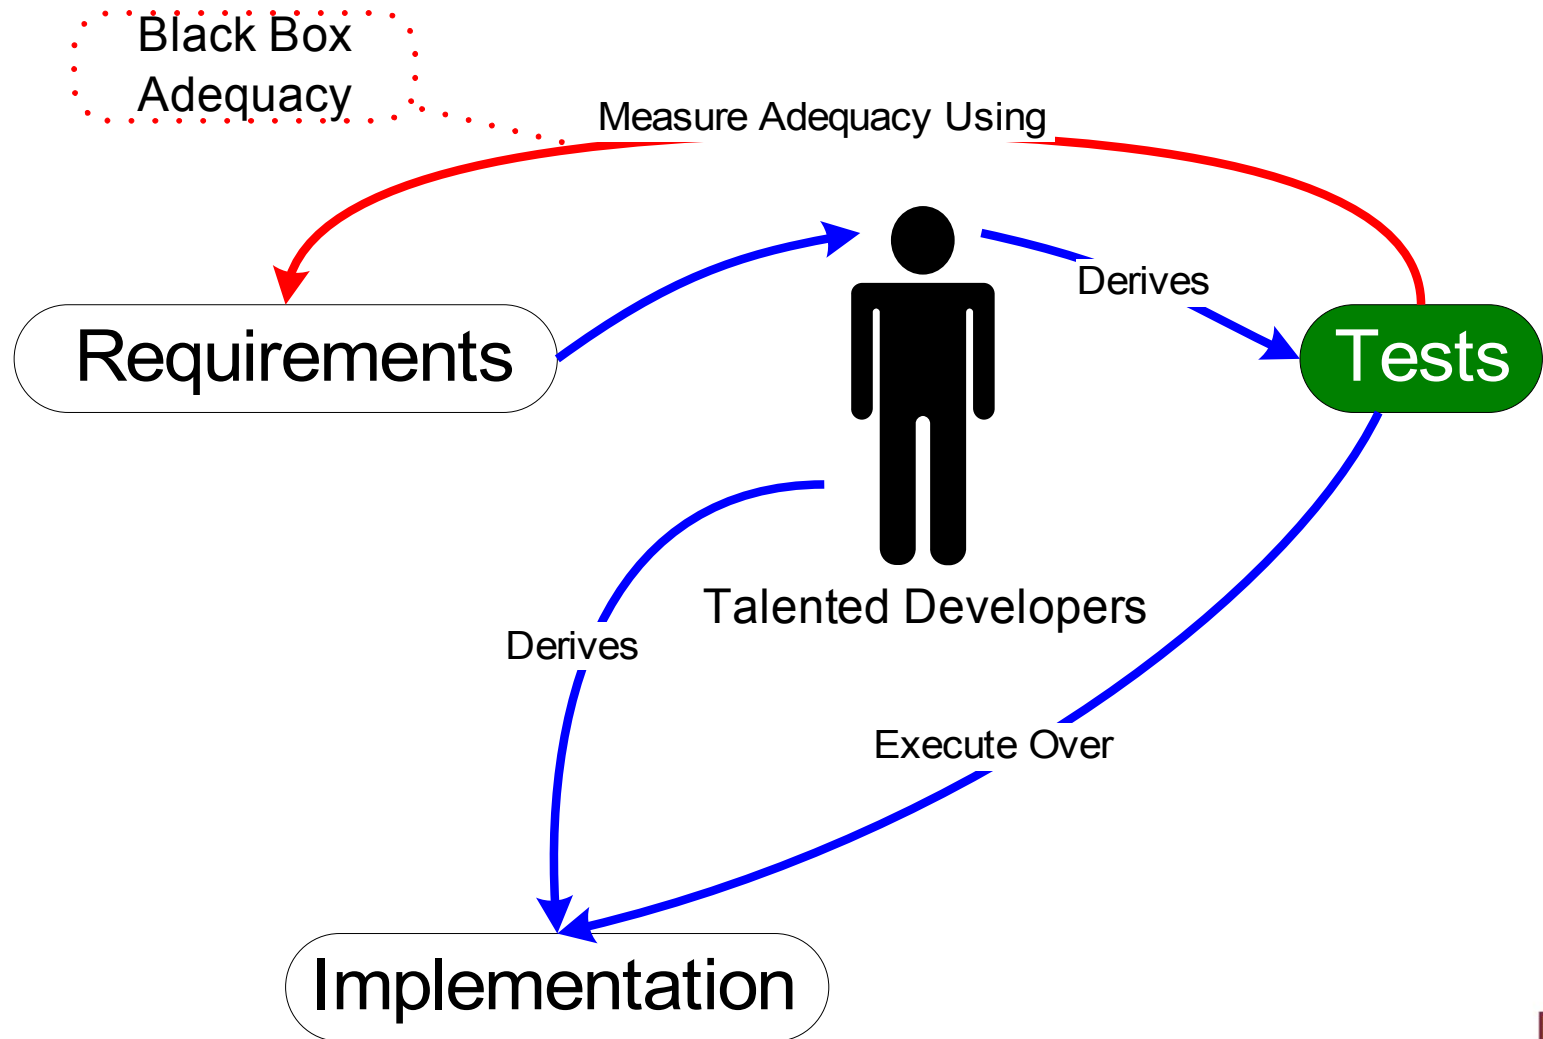 Black Box
Adequacy
Measure Adequacy Using
Derives
Requirements
Tests
Talented Developers
Derives
Execute Over
Implementation